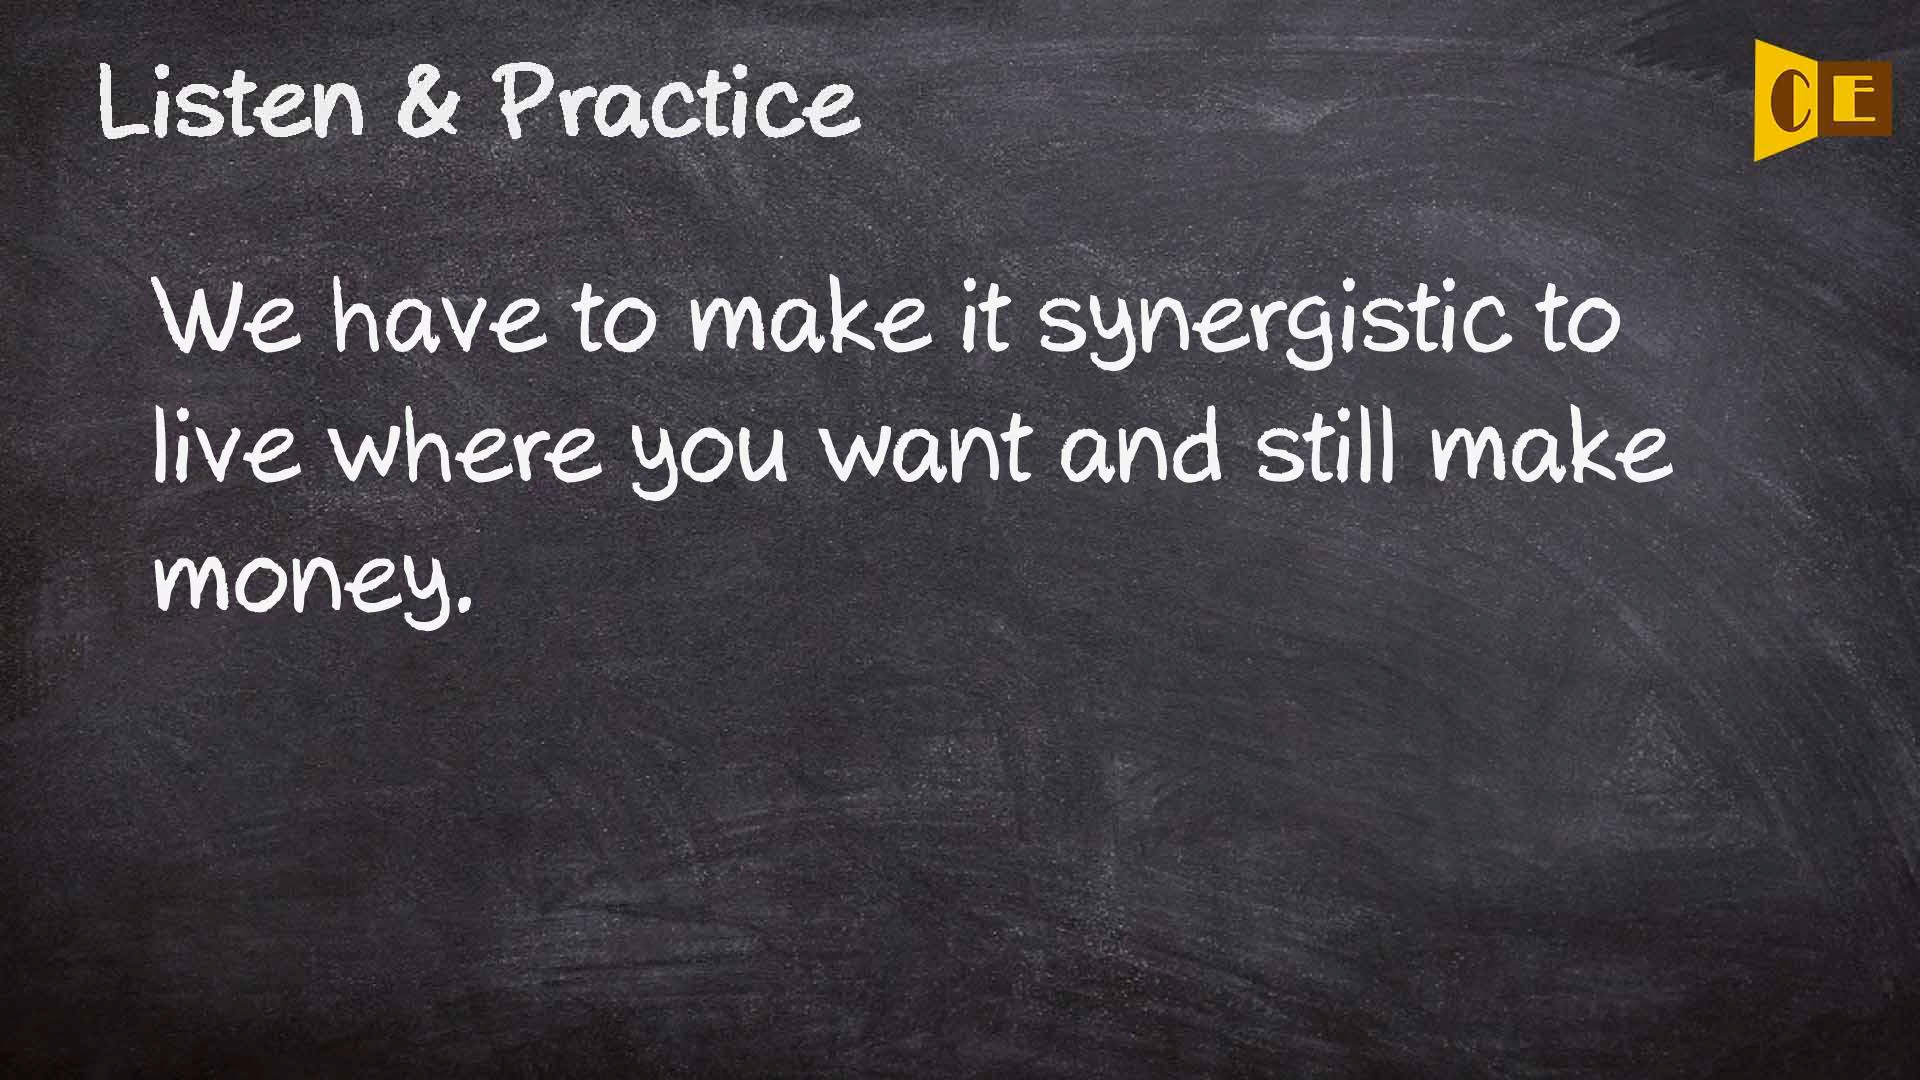 Listen & Practice
CE
We have to make it synergistic to
live where you want and still make
money.